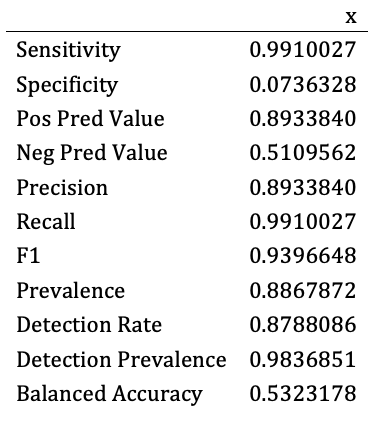 x
Sensitivity 0.9910027
Specificity 0.0736328
Pos Pred Value 0.8933840
Neg Pred Value 0.5109562
Precision 0.8933840
Recall 0.9910027
F1 0.9396648
Prevalence 0.8867872
Detection Rate 0.8788086
Detection Prevalence 0.9836851
Balanced Accuracy 0.5323178